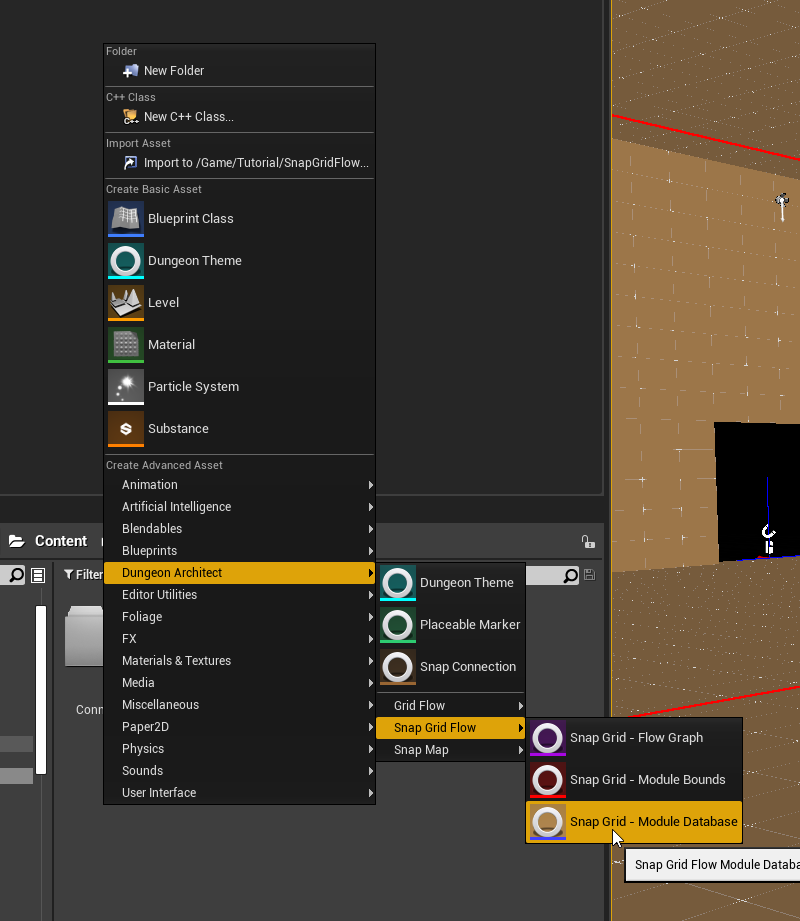 Folder
New Folder
C++ Class
New C++ Class...
Import Asset
Import to /Game/Tutorial/SnapGridFlow...
Create Basic Asset
Blueprint Class
Dungeon Theme
Level
Material
Particle System
Substance
Create Advanced Asset
Animation
Artificial Intelligence
Blendables
Blueprints
Dungeon Architect
Editor Utilities
Foliage
FX
Materials & Textures
Media
Miscellaneous
Paper2D
Physics
Sounds
User Interface
Content
Filter
Conn
Dungeon Theme
Placeable Marker
Snap Connection
Grid Flow
Snap Grid Flow
Snap Map
Snap Grid - Flow Graph
Snap Grid - Module Bounds
Snap Grid - Module Database
Snap Grid Flow Module Databa